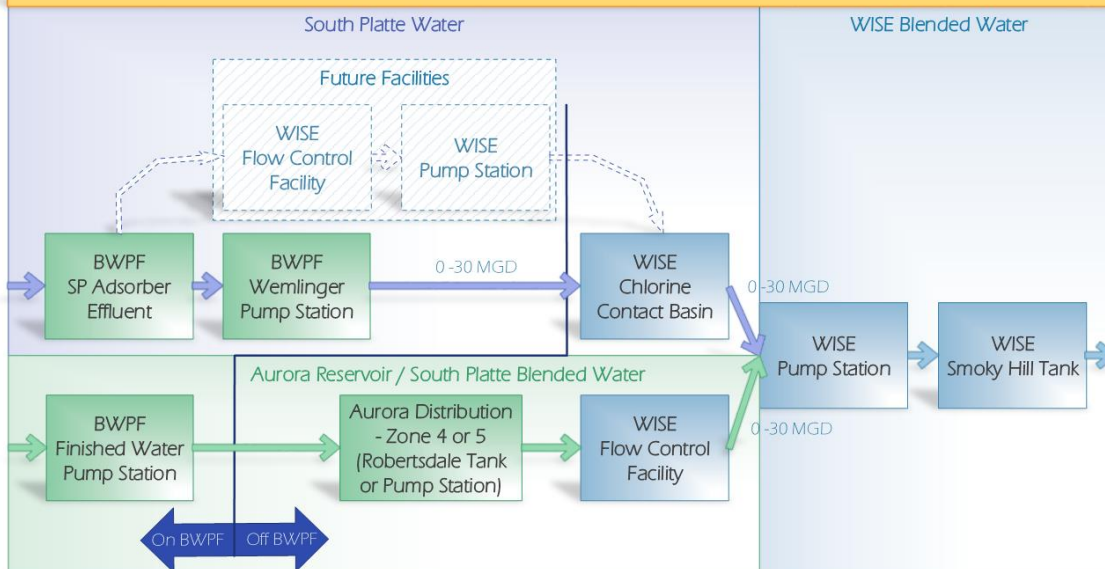 South Platte Water
WISE Blended Water
Future Facilities
WISE
Flow Control
Facility
WISE
Pump Station
BWPF
SP Adsorber
Effluent
BWPF
Wemlinger
Pump Station
0 -30 MGD
WISE
Chlorine
Contact Basin
0 -30 MGD
WISE
Pump Station
WISE
Smoky Hill Tank
Aurora Reservoir / South Platte Blended Water
BWPF
Finished Water
Pump Station
Aurora Distribution
- Zone 4 or 5
(Robertsdale Tank
or Pump Station)
WISE
Flow Control
Facility
0 -30 MGD
On BWPF
Off BWPF